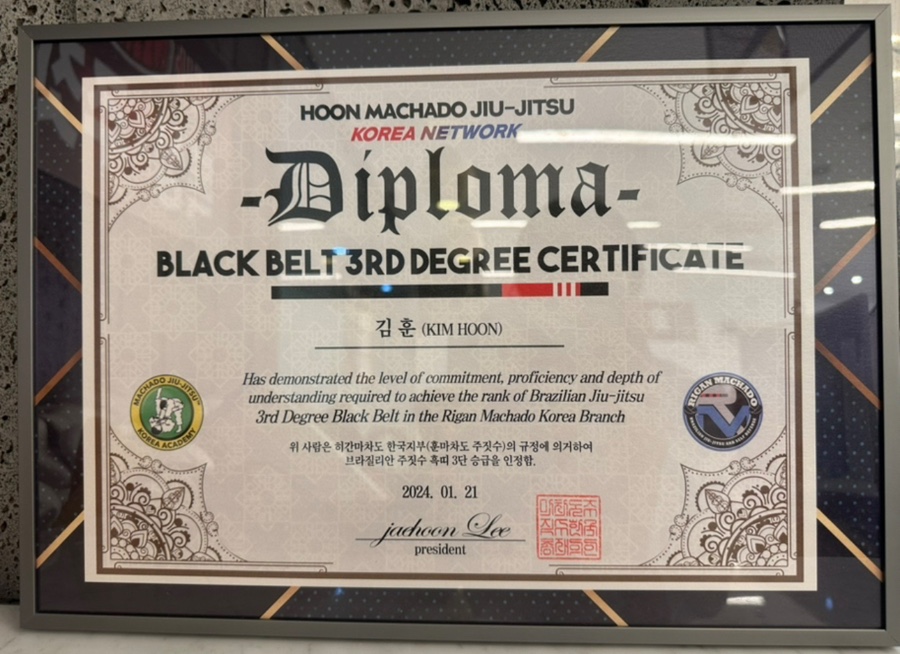 HOON MACHADO JIU-JITSU
KOREA NETWORK
-Diploma-
BLACK BELT 3RD DEGREE CERTIFICATE
김 훈 (KIM HOON)
Has demonstrated the level of commitment, proficiency and depth of
understanding required to achieve the rank of Brazilian Jiu-jitsu
3rd Degree Black Belt in the Rigan Machado Korea Branch
MACHADO JIU-JITSU
KOREA ACADEMY
RIGAN MACHADO
RM
위 사람은 히간마챠도 한국지부(훈마챠도 주짓수)의 규정에 의거하여
브라질리안 주짓수 흑띠 3단 승급을 인정함.
2024. 01. 21
jaehoon Lee
president